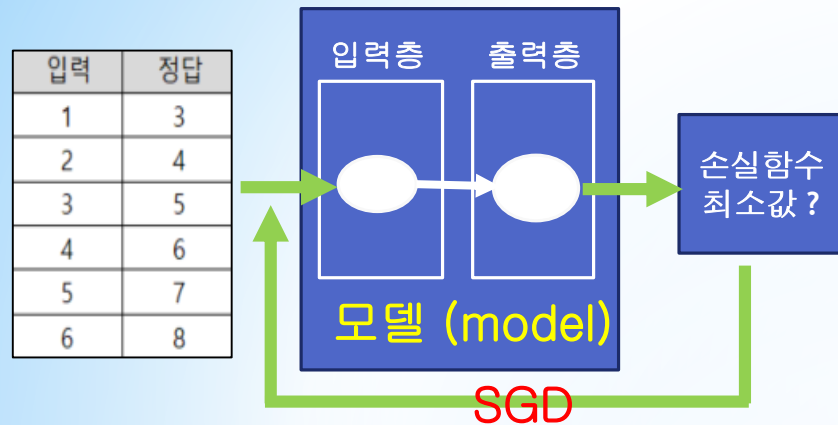 입력 정답
1 3
2 4
3 5
4 6
5 7
6 8
입력층 출력층
모델 (model)
손실함수
최소값 ?
SGD